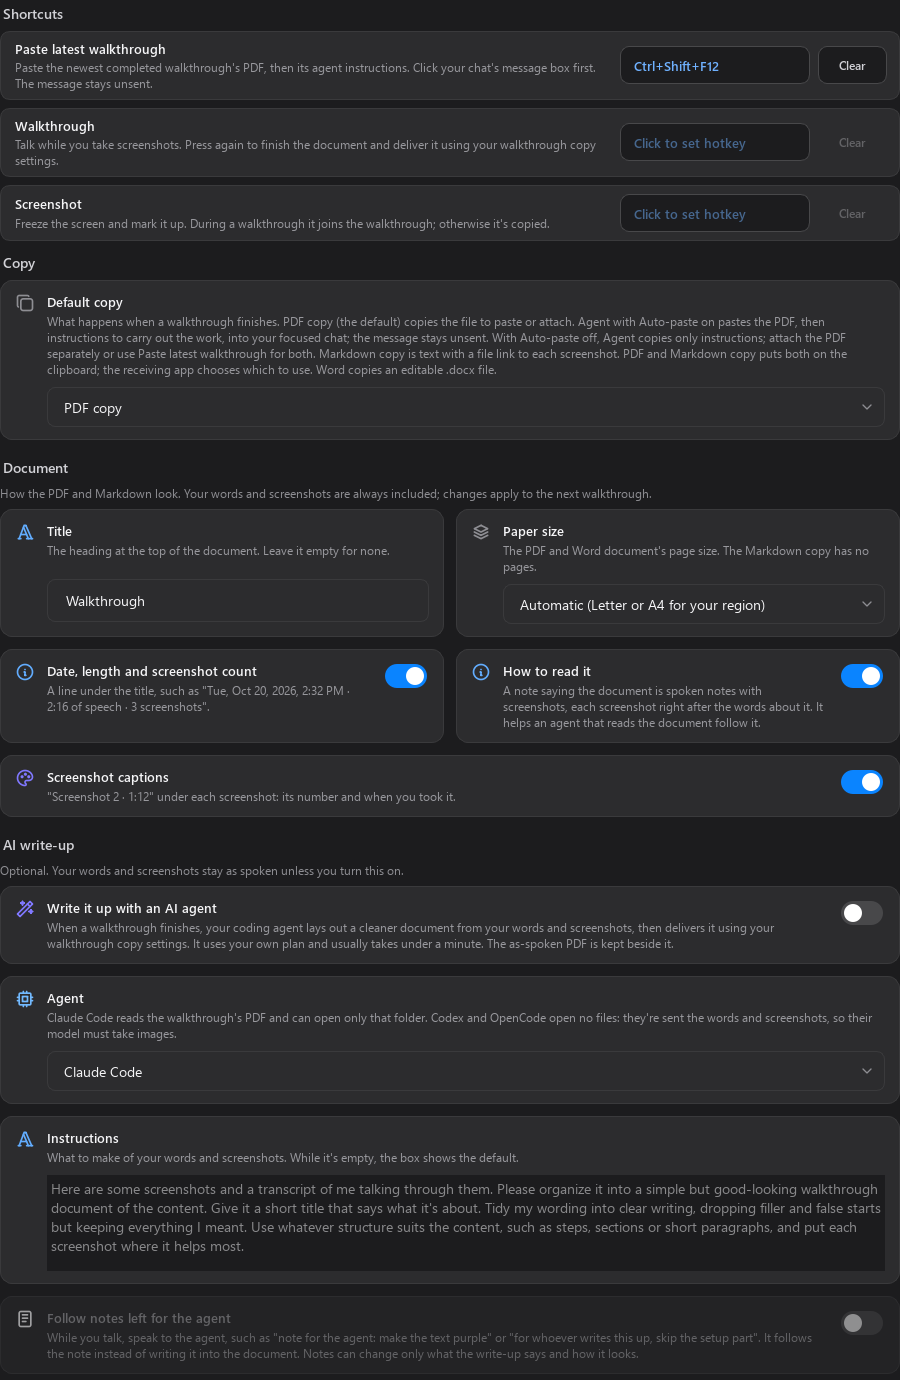 Shortcuts
Paste latest walkthrough
Paste the newest completed walkthrough's PDF, then its agent instructions. Click your chat's message box first.
The message stays unsent.
Ctrl+Shift+F12
Clear
Walkthrough
Talk while you take screenshots. Press again to finish the document and deliver it using your walkthrough copy
settings.
Click to set hotkey
Clear
Screenshot
Freeze the screen and mark it up. During a walkthrough it joins the walkthrough; otherwise it's copied.
Click to set hotkey
Clear
Copy
Default copy
What happens when a walkthrough finishes. PDF copy (the default) copies the file to paste or attach. Agent with Auto-paste on pastes the PDF, then
instructions to carry out the work, into your focused chat; the message stays unsent. With Auto-paste off, Agent copies only instructions; attach the PDF
separately or use Paste latest walkthrough for both. Markdown copy is text with a file link to each screenshot. PDF and Markdown copy puts both on the
clipboard; the receiving app chooses which to use. Word copies an editable .docx file.
PDF copy
Document
How the PDF and Markdown look. Your words and screenshots are always included; changes apply to the next walkthrough.
Title
The heading at the top of the document. Leave it empty for none.
Walkthrough
Paper size
The PDF and Word document's page size. The Markdown copy has no
pages.
Automatic (Letter or A4 for your region)
Date, length and screenshot count
A line under the title, such as "Tue, Oct 20, 2026, 2:32 PM ·
2:16 of speech · 3 screenshots".
How to read it
A note saying the document is spoken notes with
screenshots, each screenshot right after the words about it. It
helps an agent that reads the document follow it.
Screenshot captions
"Screenshot 2 · 1:12" under each screenshot: its number and when you took it.
AI write-up
Optional. Your words and screenshots stay as spoken unless you turn this on.
Write it up with an AI agent
When a walkthrough finishes, your coding agent lays out a cleaner document from your words and screenshots, then delivers it using your
walkthrough copy settings. It uses your own plan and usually takes under a minute. The as-spoken PDF is kept beside it.
Agent
Claude Code reads the walkthrough's PDF and can open only that folder. Codex and OpenCode open no files: they're sent the words and screenshots, so their
model must take images.
Claude Code
Instructions
What to make of your words and screenshots. While it's empty, the box shows the default.
Here are some screenshots and a transcript of me talking through them. Please organize it into a simple but good-looking walkthrough
document of the content. Give it a short title that says what it's about. Tidy my wording into clear writing, dropping filler and false starts
but keeping everything I meant. Use whatever structure suits the content, such as steps, sections or short paragraphs, and put each
screenshot where it helps most.
Follow notes left for the agent
While you talk, speak to the agent, such as "note for the agent: make the text purple" or "for whoever writes this up, skip the setup part". It follows
the note instead of writing it into the document. Notes can change only what the write-up says and how it looks.